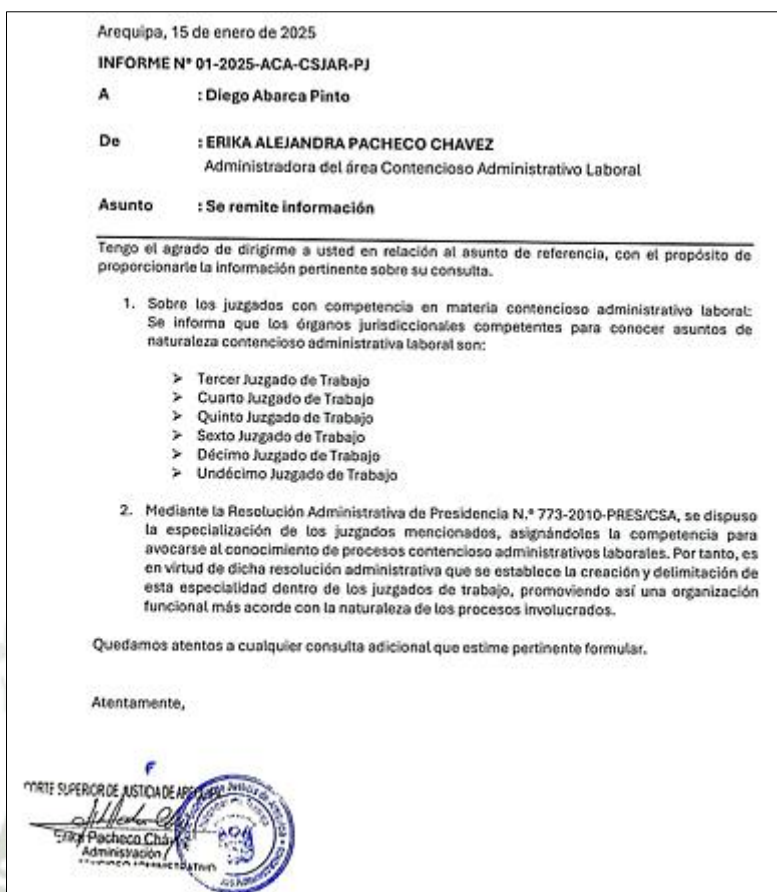 Arequipa, 15 de enero de 2025
INFORME N° 01-2025-ACA-CSJAR-PJ
A : Diego Abarca Pinto
De : ERIKA ALEJANDRA PACHECO CHAVEZ
Administradora del área Contencioso Administrativo Laboral
Asunto : Se remite información
Tengo el agrado de dirigirme a usted en relación al asunto de referencia, con el propósito de
proporcionarle la información pertinente sobre su consulta.
1. Sobre los juzgados con competencia en materia contencioso administrativo laboral:
Se informa que los órganos jurisdiccionales competentes para conocer asuntos de
naturaleza contencioso administrativa laboral son:
➢ Tercer Juzgado de Trabajo
➢ Cuarto Juzgado de Trabajo
➢ Quinto Juzgado de Trabajo
➢ Sexto Juzgado de Trabajo
➢ Décimo Juzgado de Trabajo
➢ Undécimo Juzgado de Trabajo
2. Mediante la Resolución Administrativa de Presidencia N.° 773-2010-PRES/CSA, se dispuso
la especialización de los juzgados mencionados, asignándoles la competencia para
avocarse al conocimiento de procesos contencioso administrativos laborales. Por tanto, es
en virtud de dicha resolución administrativa que se establece la creación y delimitación de
esta especialidad dentro de los juzgados de trabajo, promoviendo así una organización
funcional más acorde con la naturaleza de los procesos involucrados.
Quedamos atentos a cualquier consulta adicional que estime pertinente formular.
Atentamente,
SUPERIOR DE JUSTICIA DE
Pacheco
Administración